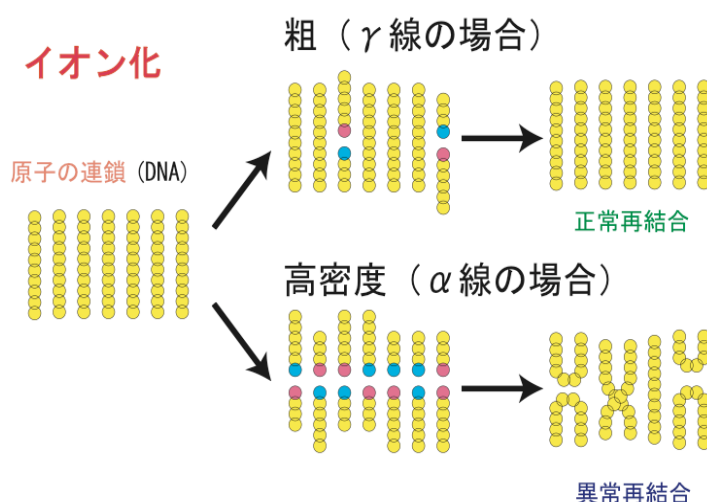 イオン化
粗（γ線の場合）
原子の連鎖 (DNA)
正常再結合
高密度（α線の場合）
異常再結合